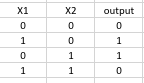 X1 X2 output
0 0 0
1 0 1
0 1 1
1 1 0